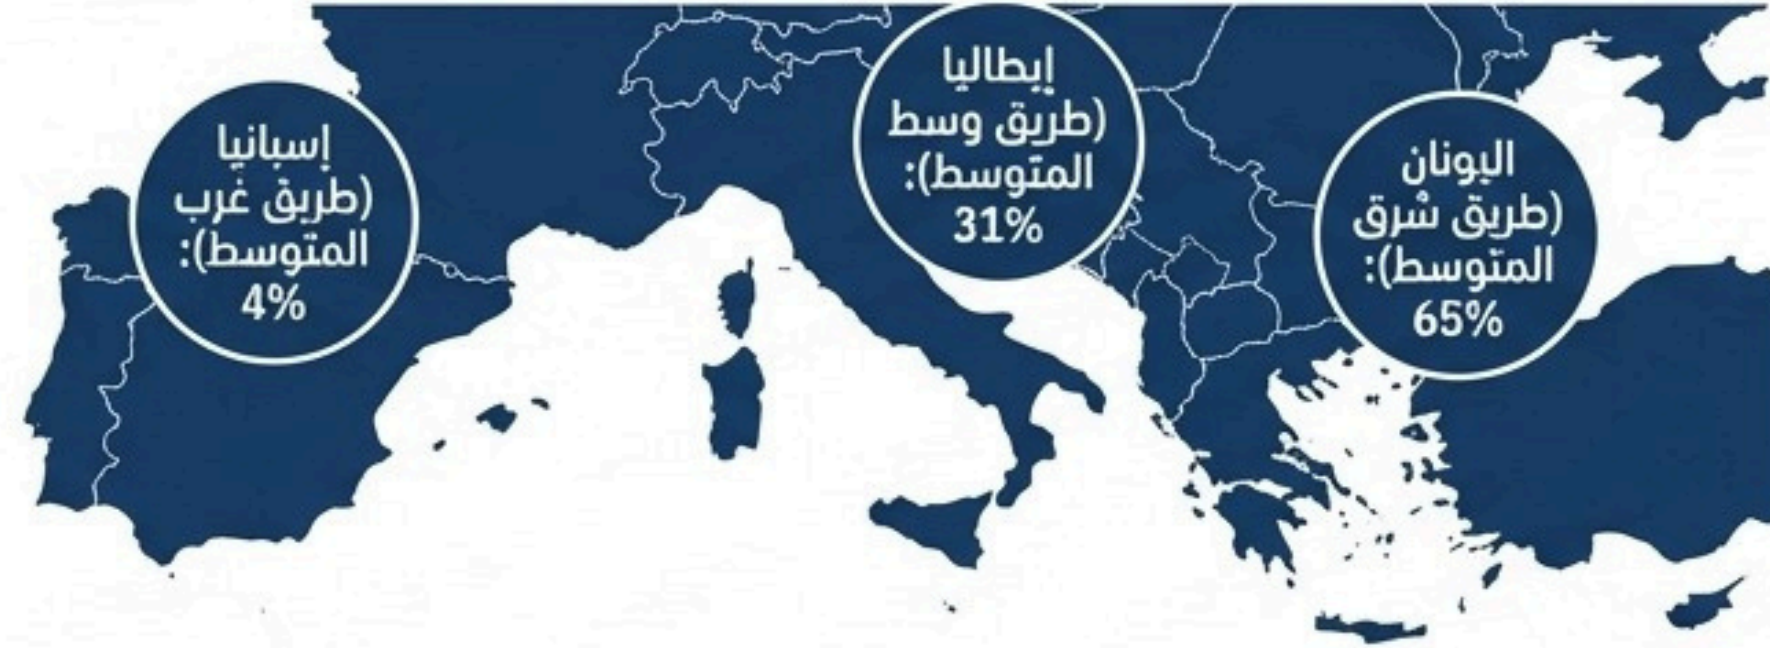 إيطاليا
(طريق وسط
المتوسط):
31%
اليونان
(طريق شرق
المتوسط):
65%
إسبانيا
(طريق غرب
المتوسط):
4%